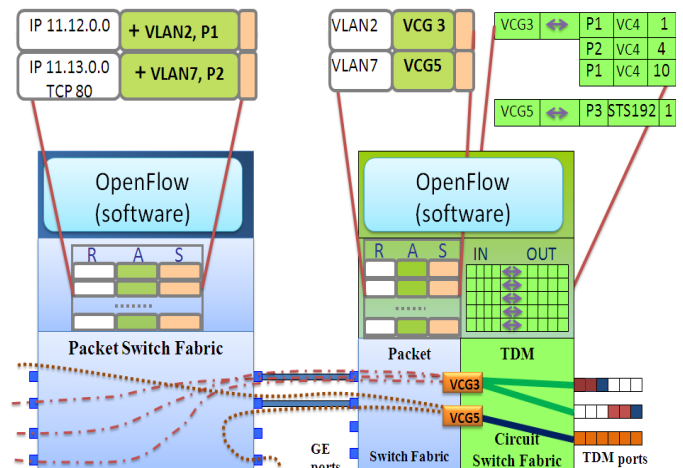 IP 11.12.0.0
+ VLAN2, P1
IP 11.13.0.0
TCP 80
+ VLAN7, P2
VLAN2
VCG 3
VLAN7
VCG5
VCG3
P1
VC4
1
P2
VC4
4
P1
VC4
10
VCG5
P3
STS192
1
OpenFlow
(software)
OpenFlow
(software)
R A S
R A S
IN OUT
Packet Switch Fabric
Packet
TDM
VCG3
VCG5
GE
ports
Switch Fabric
Circuit
Switch Fabric
TDM ports